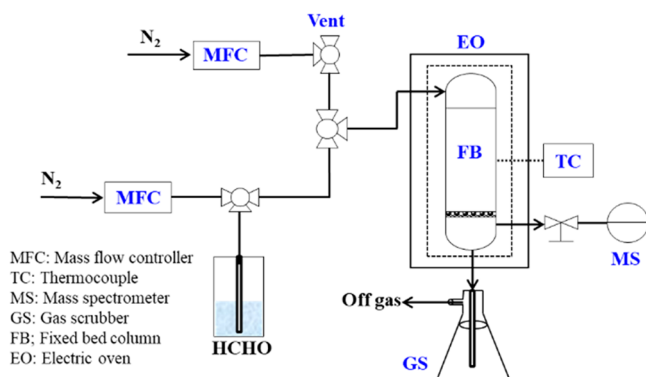 Vent
N2
MFC
EO
FB
TC
N2
MFC
MS
MFC: Mass flow controller
TC: Thermocouple
MS: Mass spectrometer
GS: Gas scrubber
FB; Fixed bed column
EO: Electric oven
HCHO
Off gas
GS